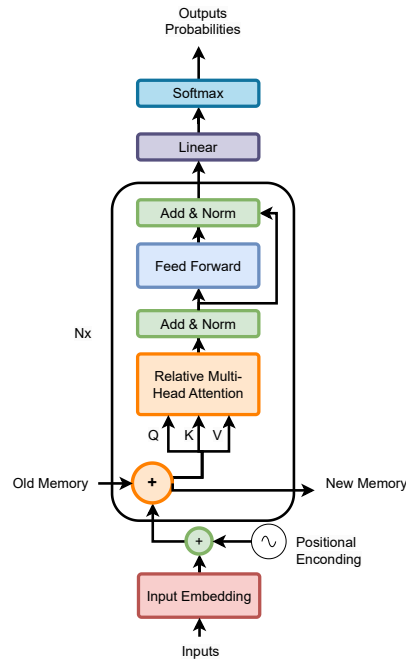 Outputs
Probabilities
Softmax
Linear
Add & Norm
Feed Forward
Nx
Add & Norm
Relative Multi-
Head Attention
Q K V
Old Memory
+
New Memory
+
Positional
Enconding
Input Embedding
Inputs